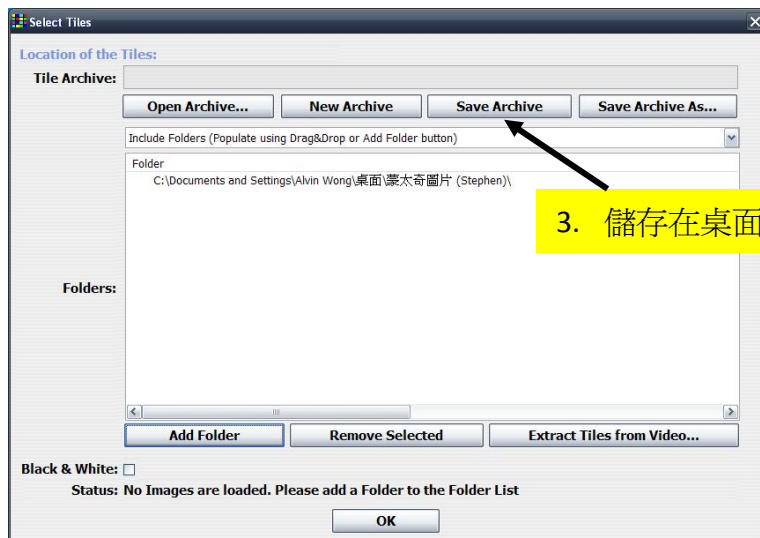 Select Tiles
Location of the Tiles:
Tile Archive:
Open Archive... New Archive Save Archive Save Archive As...
Include Folders (Populate using Drag&Drop or Add Folder button)
Folder
C:\Documents and Settings\Alvin Wong\桌面\蒙太奇圖片 (Stephen)\
3. 儲存在桌面
Folders:
Add Folder Remove Selected Extract Tiles from Video...
Black & White:
Status: No Images are loaded. Please add a Folder to the Folder List
OK